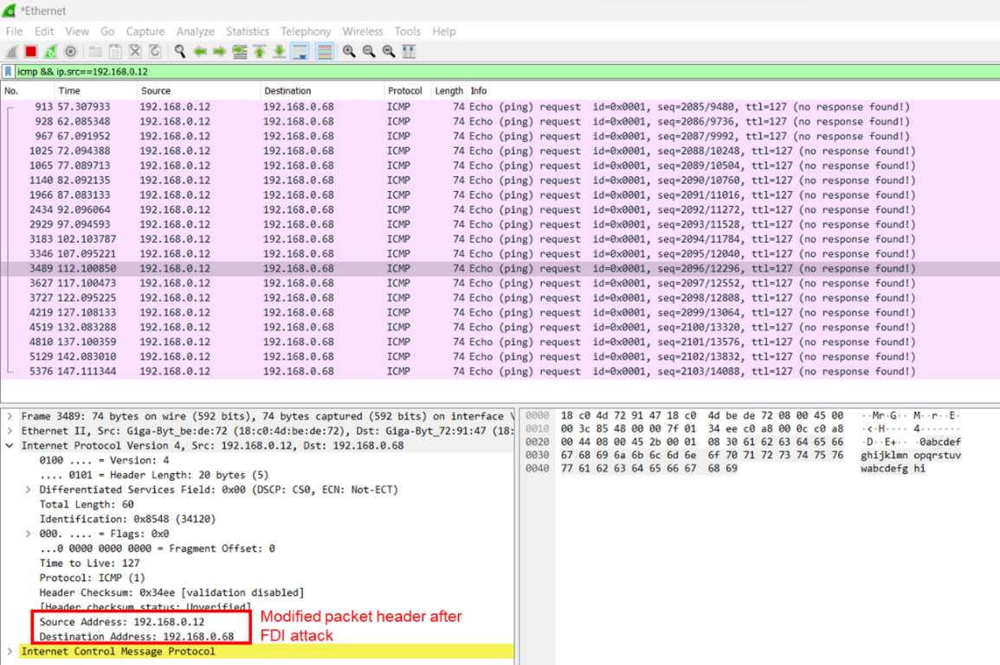 *Ethernet
File Edit View Go Capture Analyze Statistics Telephony Wireless Tools Help
icmp && ip.src==192.168.0.12
No. Time Source Destination Protocol Length Info
913 57.307933 192.168.0.12 192.168.0.68 ICMP 74 Echo (ping) request id=0x0001, seq=2085/9480, ttl=127 (no response found!)
928 62.085348 192.168.0.12 192.168.0.68 ICMP 74 Echo (ping) request id=0x0001, seq=2086/9736, ttl=127 (no response found!)
967 67.091952 192.168.0.12 192.168.0.68 ICMP 74 Echo (ping) request id=0x0001, seq=2087/9992, ttl=127 (no response found!)
1025 72.094388 192.168.0.12 192.168.0.68 ICMP 74 Echo (ping) request id=0x0001, seq=2088/10248, ttl=127 (no response found!)
1065 77.089713 192.168.0.12 192.168.0.68 ICMP 74 Echo (ping) request id=0x0001, seq=2089/10504, ttl=127 (no response found!)
1140 82.092135 192.168.0.12 192.168.0.68 ICMP 74 Echo (ping) request id=0x0001, seq=2090/10760, ttl=127 (no response found!)
1966 87.083133 192.168.0.12 192.168.0.68 ICMP 74 Echo (ping) request id=0x0001, seq=2091/11016, ttl=127 (no response found!)
2434 92.096064 192.168.0.12 192.168.0.68 ICMP 74 Echo (ping) request id=0x0001, seq=2092/11272, ttl=127 (no response found!)
2929 97.094593 192.168.0.12 192.168.0.68 ICMP 74 Echo (ping) request id=0x0001, seq=2093/11528, ttl=127 (no response found!)
3183 102.103787 192.168.0.12 192.168.0.68 ICMP 74 Echo (ping) request id=0x0001, seq=2094/11784, ttl=127 (no response found!)
3346 107.095221 192.168.0.12 192.168.0.68 ICMP 74 Echo (ping) request id=0x0001, seq=2095/12040, ttl=127 (no response found!)
3489 112.100850 192.168.0.12 192.168.0.68 ICMP 74 Echo (ping) request id=0x0001, seq=2096/12296, ttl=127 (no response found!)
3627 117.100473 192.168.0.12 192.168.0.68 ICMP 74 Echo (ping) request id=0x0001, seq=2097/12552, ttl=127 (no response found!)
3727 122.095225 192.168.0.12 192.168.0.68 ICMP 74 Echo (ping) request id=0x0001, seq=2098/12808, ttl=127 (no response found!)
4219 127.108133 192.168.0.12 192.168.0.68 ICMP 74 Echo (ping) request id=0x0001, seq=2099/13064, ttl=127 (no response found!)
4519 132.083288 192.168.0.12 192.168.0.68 ICMP 74 Echo (ping) request id=0x0001, seq=2100/13320, ttl=127 (no response found!)
4810 137.100359 192.168.0.12 192.168.0.68 ICMP 74 Echo (ping) request id=0x0001, seq=2101/13576, ttl=127 (no response found!)
5129 142.083010 192.168.0.12 192.168.0.68 ICMP 74 Echo (ping) request id=0x0001, seq=2102/13832, ttl=127 (no response found!)
5376 147.111344 192.168.0.12 192.168.0.68 ICMP 74 Echo (ping) request id=0x0001, seq=2103/14088, ttl=127 (no response found!)
Frame 3489: 74 bytes on wire (592 bits), 74 bytes captured (592 bits) on interface \
Ethernet II, Src: Giga-Byt_be:de:72 (18:c0:4d:be:de:72), Dst: Giga-Byt_72:91:47 (18:
Internet Protocol Version 4, Src: 192.168.0.12, Dst: 192.168.0.68
0100 .... = Version: 4
.... 0101 = Header Length: 20 bytes (5)
Differentiated Services Field: 0x00 (DSCP: CS0, ECN: Not-ECT)
Total Length: 60
Identification: 0x8548 (34120)
000. .... = Flags: 0x0
...0 0000 0000 0000 = Fragment Offset: 0
Time to Live: 127
Protocol: ICMP (1)
Header Checksum: 0x34ee [validation disabled]
[Header checksum status: Unverified]
Source Address: 192.168.0.12
Destination Address: 192.168.0.68
Internet Control Message Protocol
Modified packet header after
FDI attack
0000 18 c0 4d 72 91 47 18 c0 4d be de 72 08 00 45 00 ··Mr·G·· M··r··E·
0010 00 3c 85 48 00 00 7f 01 34 ee c0 a8 00 0c c0 a8 ·<·H···· 4·······
0020 00 44 08 00 45 2b 00 01 08 30 61 62 63 64 65 66 ·D··E+·· ·0abcdef
0030 67 68 69 6a 6b 6c 6d 6e 6f 70 71 72 73 74 75 76 ghijklmn opqrstuv
0040 77 61 62 63 64 65 66 67 68 69 wabcdefg hi